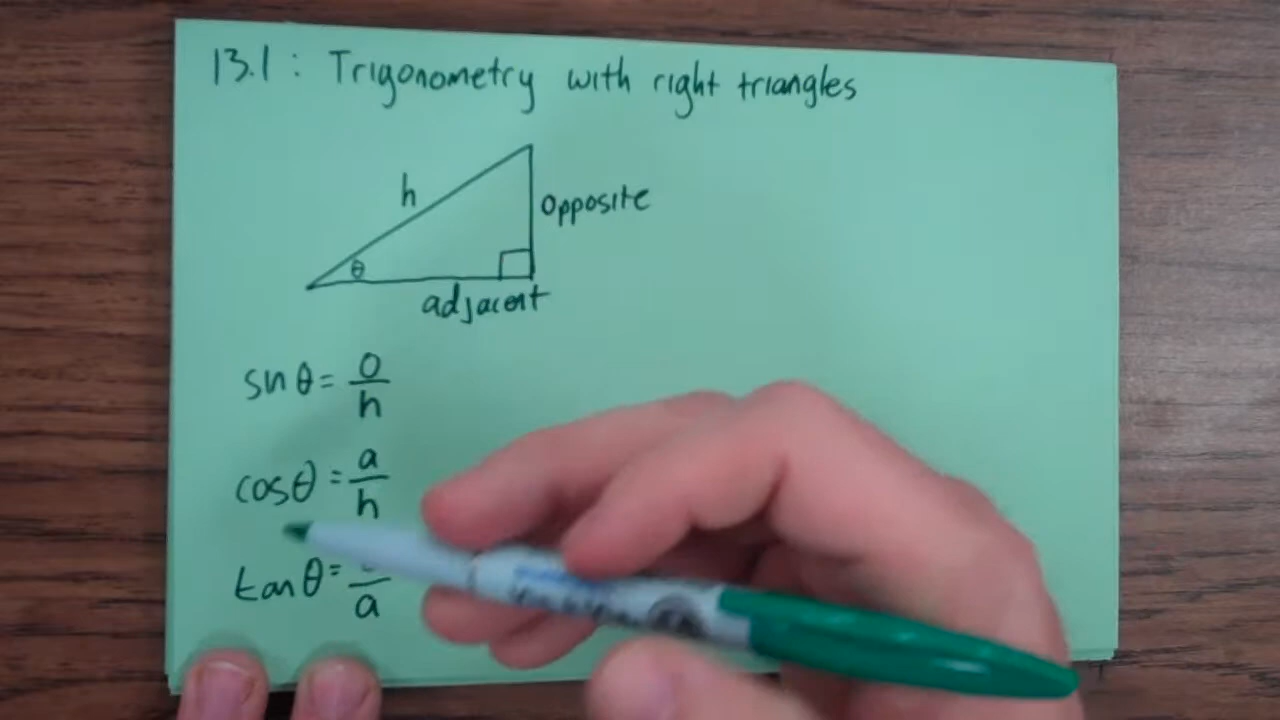 13.1 : Trigonometry with right triangles
h
opposite
θ
adjacent
sin θ = o/h
cos θ = a/h
tan θ = /a